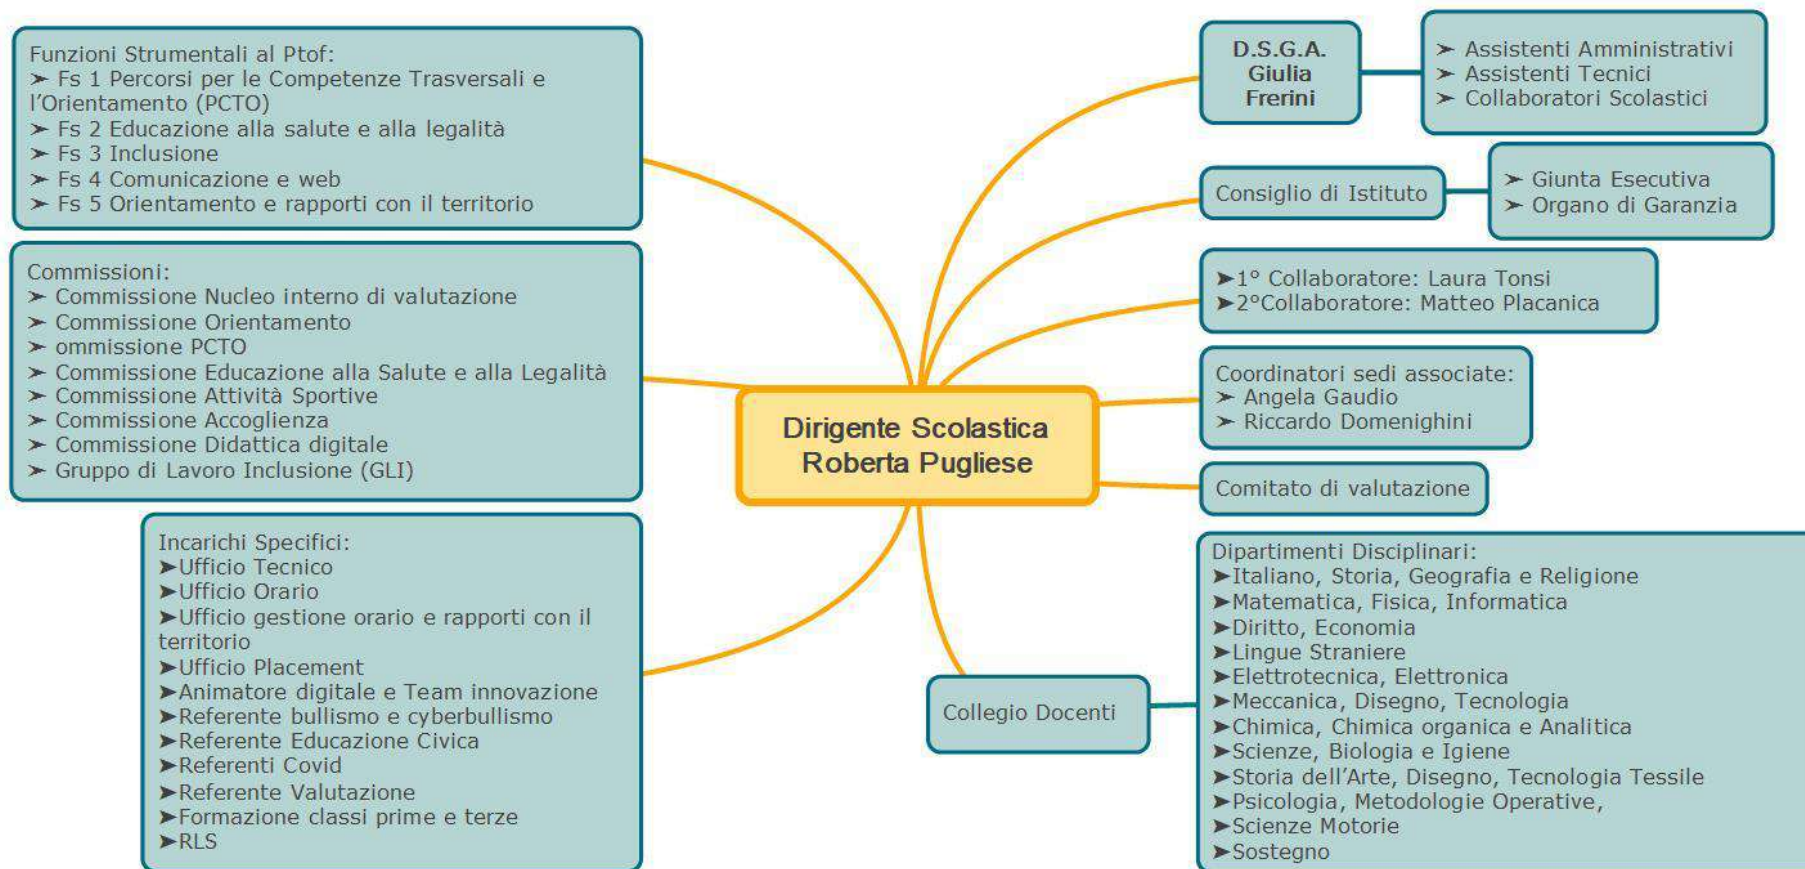 Funzioni Strumentali al Ptof:
➤ Fs 1 Percorsi per le Competenze Trasversali e
l'Orientamento (PCTO)
➤ Fs 2 Educazione alla salute e alla legalità
➤ Fs 3 Inclusione
➤ Fs 4 Comunicazione e web
➤ Fs 5 Orientamento e rapporti con il territorio
Commissioni:
➤ Commissione Nucleo interno di valutazione
➤ Commissione Orientamento
➤ ommissione PCTO
➤ Commissione Educazione alla Salute e alla Legalità
➤ Commissione Attività Sportive
➤ Commissione Accoglienza
➤ Commissione Didattica digitale
➤ Gruppo di Lavoro Inclusione (GLI)
Incarichi Specifici:
➤Ufficio Tecnico
➤Ufficio Orario
➤Ufficio gestione orario e rapporti con il
territorio
➤Ufficio Placement
➤Animatore digitale e Team innovazione
➤Referente bullismo e cyberbullismo
➤Referente Educazione Civica
➤Referenti Covid
➤Referente Valutazione
➤Formazione classi prime e terze
➤RLS
Dirigente Scolastica
Roberta Pugliese
D.S.G.A.
Giulia
Frerini
➤ Assistenti Amministrativi
➤ Assistenti Tecnici
➤ Collaboratori Scolastici
Consiglio di Istituto
➤ Giunta Esecutiva
➤ Organo di Garanzia
➤1° Collaboratore: Laura Tonsi
➤2°Collaboratore: Matteo Placanica
Coordinatori sedi associate:
➤ Angela Gaudio
➤ Riccardo Domenighini
Comitato di valutazione
Collegio Docenti
Dipartimenti Disciplinari:
➤Italiano, Storia, Geografia e Religione
➤Matematica, Fisica, Informatica
➤Diritto, Economia
➤Lingue Straniere
➤Elettrotecnica, Elettronica
➤Meccanica, Disegno, Tecnologia
➤Chimica, Chimica organica e Analitica
➤Scienze, Biologia e Igiene
➤Storia dell'Arte, Disegno, Tecnologia Tessile
➤Psicologia, Metodologie Operative,
➤Scienze Motorie
➤Sostegno